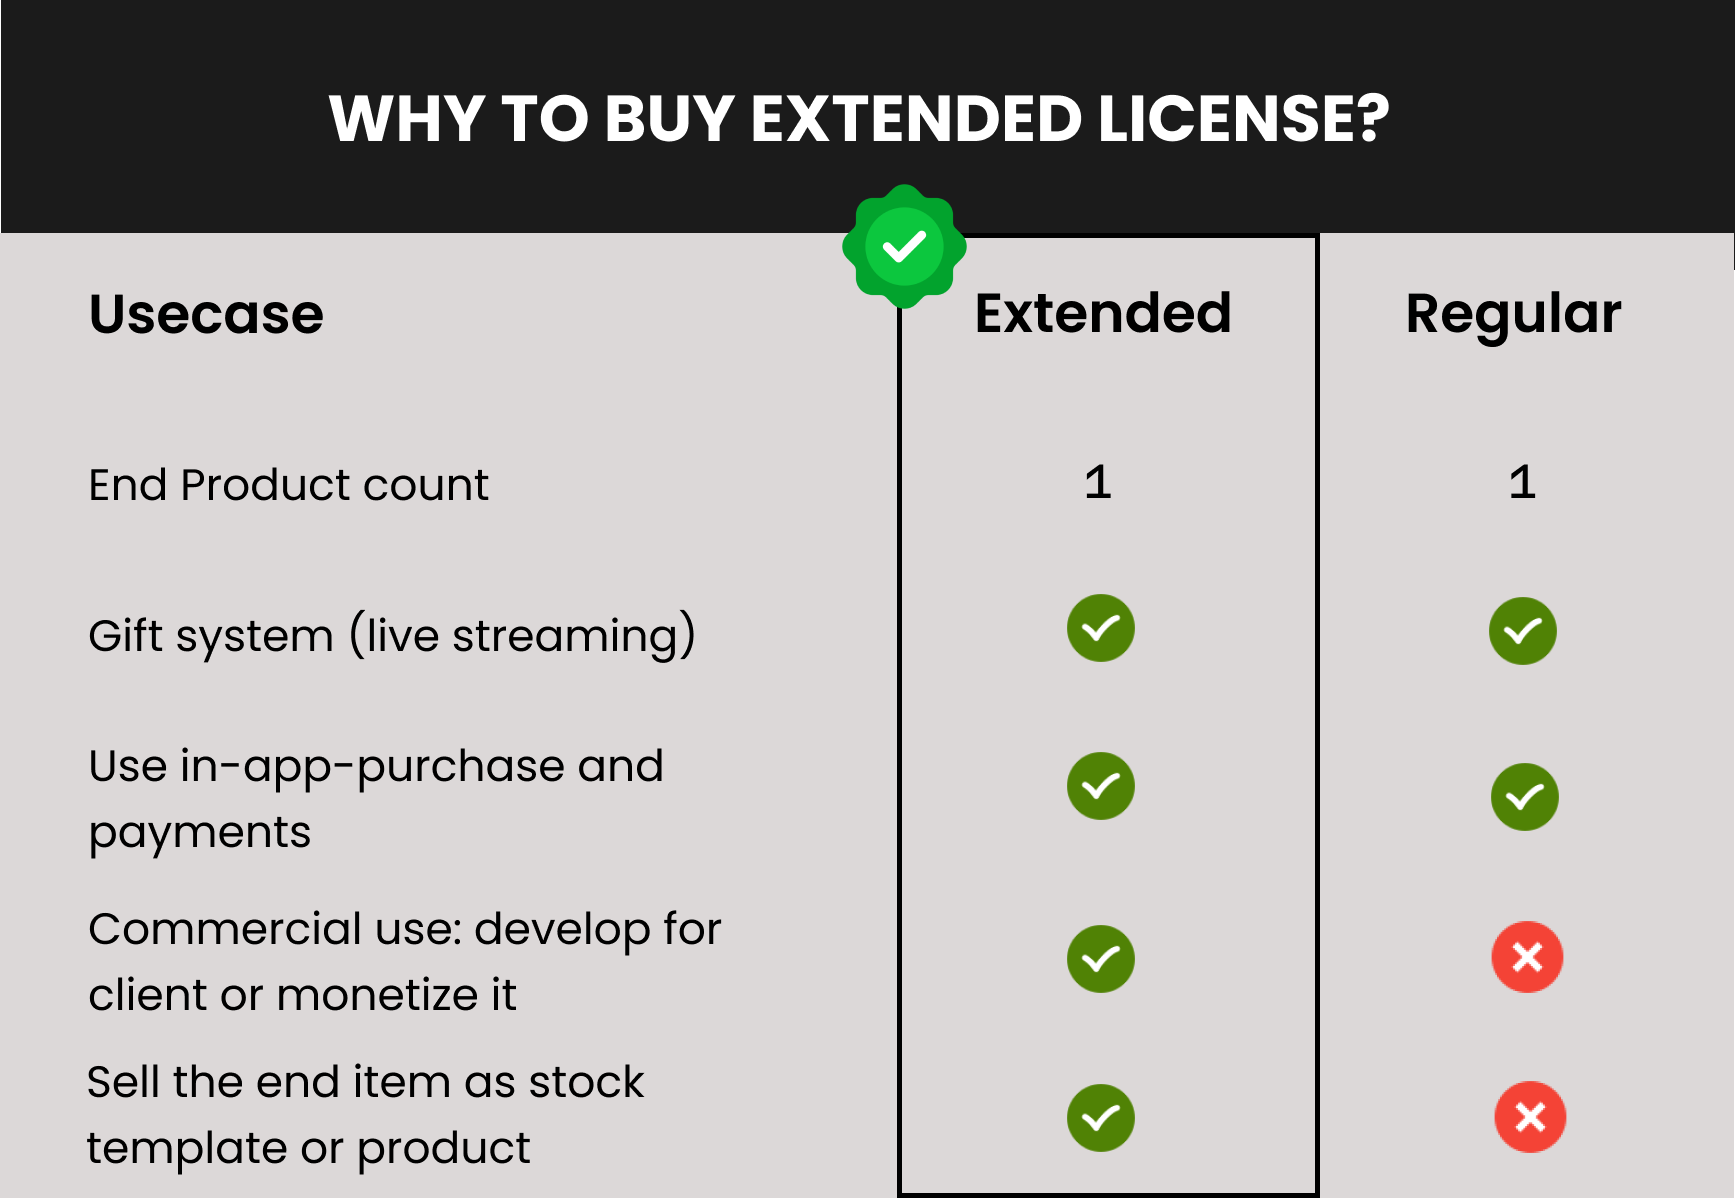 WHY TO BUY EXTENDED LICENSE?
Usecase Extended Regular
End Product count 1 1
Gift system (live streaming)
Use in-app-purchase and
payments
Commercial use: develop for
client or monetize it
Sell the end item as stock
template or product